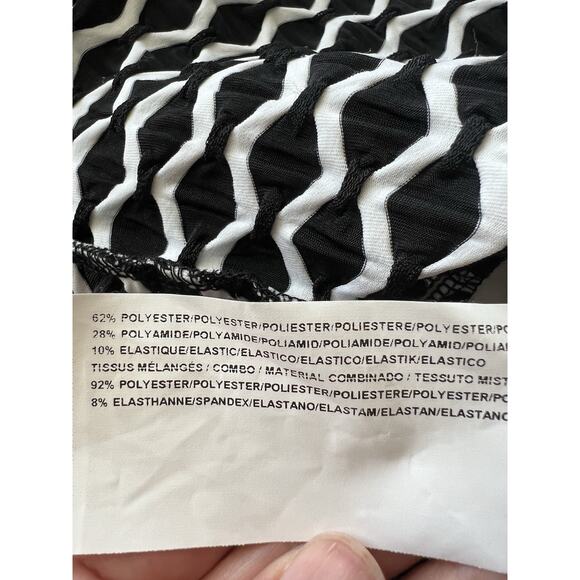 62% POLYESTER/POLYESTER/POLIESTER/POLIESTERE/POLYESTER/PO
28% POLYAMIDE/POLYAMIDE/POLIAMID/POLIAMIDE/POLYAMID/POLIA
10% ELASTIQUE/ELASTIC/ELASTICO/ELASTICO/ELASTIK/ELASTICO
TISSUS MÉLANGÉS / COMBO / MATERIAL COMBINADO / TESSUTO MIST
92% POLYESTER/POLYESTER/POLIESTER/POLIESTERE/POLYESTER/P
8% ELASTHANNE/SPANDEX/ELASTANO/ELASTAM/ELASTAN/ELASTANO